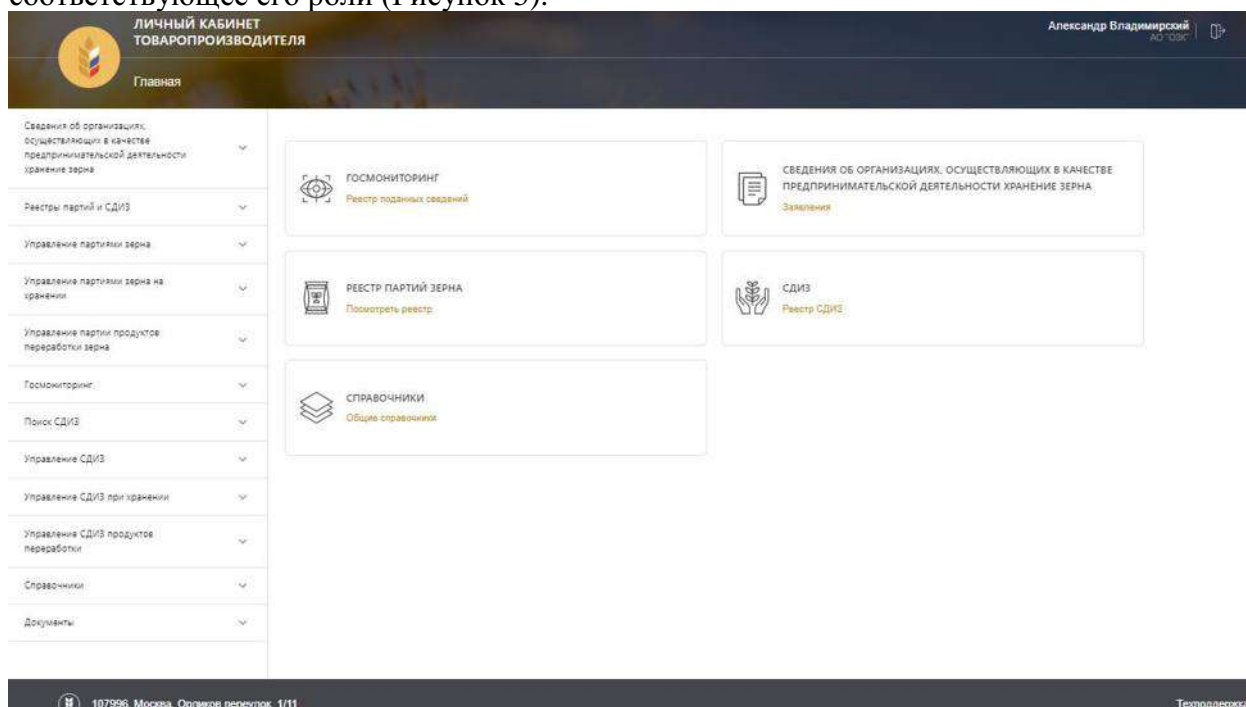 соответствующее его роли (Рисунок 5).
ЛИЧНЫЙ КАБИНЕТ
ТОВАРОПРОИЗВОДИТЕЛЯ
Александр Владимирский
АО "ОЗК"
Главная
Сведения об организациях,
осуществляющих в качестве
предпринимательской деятельности
хранение зерна
Реестры партий и СДИЗ
Управление партиями зерна
Управление партиями зерна на
хранении
Управление партии продуктов
переработки зерна
Госмониторинг
Поиск СДИЗ
Управление СДИЗ
Управление СДИЗ при хранении
Управление СДИЗ продуктов
переработки
Справочники
Документы
ГОСМОНИТОРИНГ
Реестр поданных сведений
СВЕДЕНИЯ ОБ ОРГАНИЗАЦИЯХ, ОСУЩЕСТВЛЯЮЩИХ В КАЧЕСТВЕ
ПРЕДПРИНИМАТЕЛЬСКОЙ ДЕЯТЕЛЬНОСТИ ХРАНЕНИЕ ЗЕРНА
Заявления
РЕЕСТР ПАРТИЙ ЗЕРНА
Посмотреть реестр
СДИЗ
Реестр СДИЗ
СПРАВОЧНИКИ
Общие справочники
107996, Москва, Орликов переулок, 1/11
Техподдержка